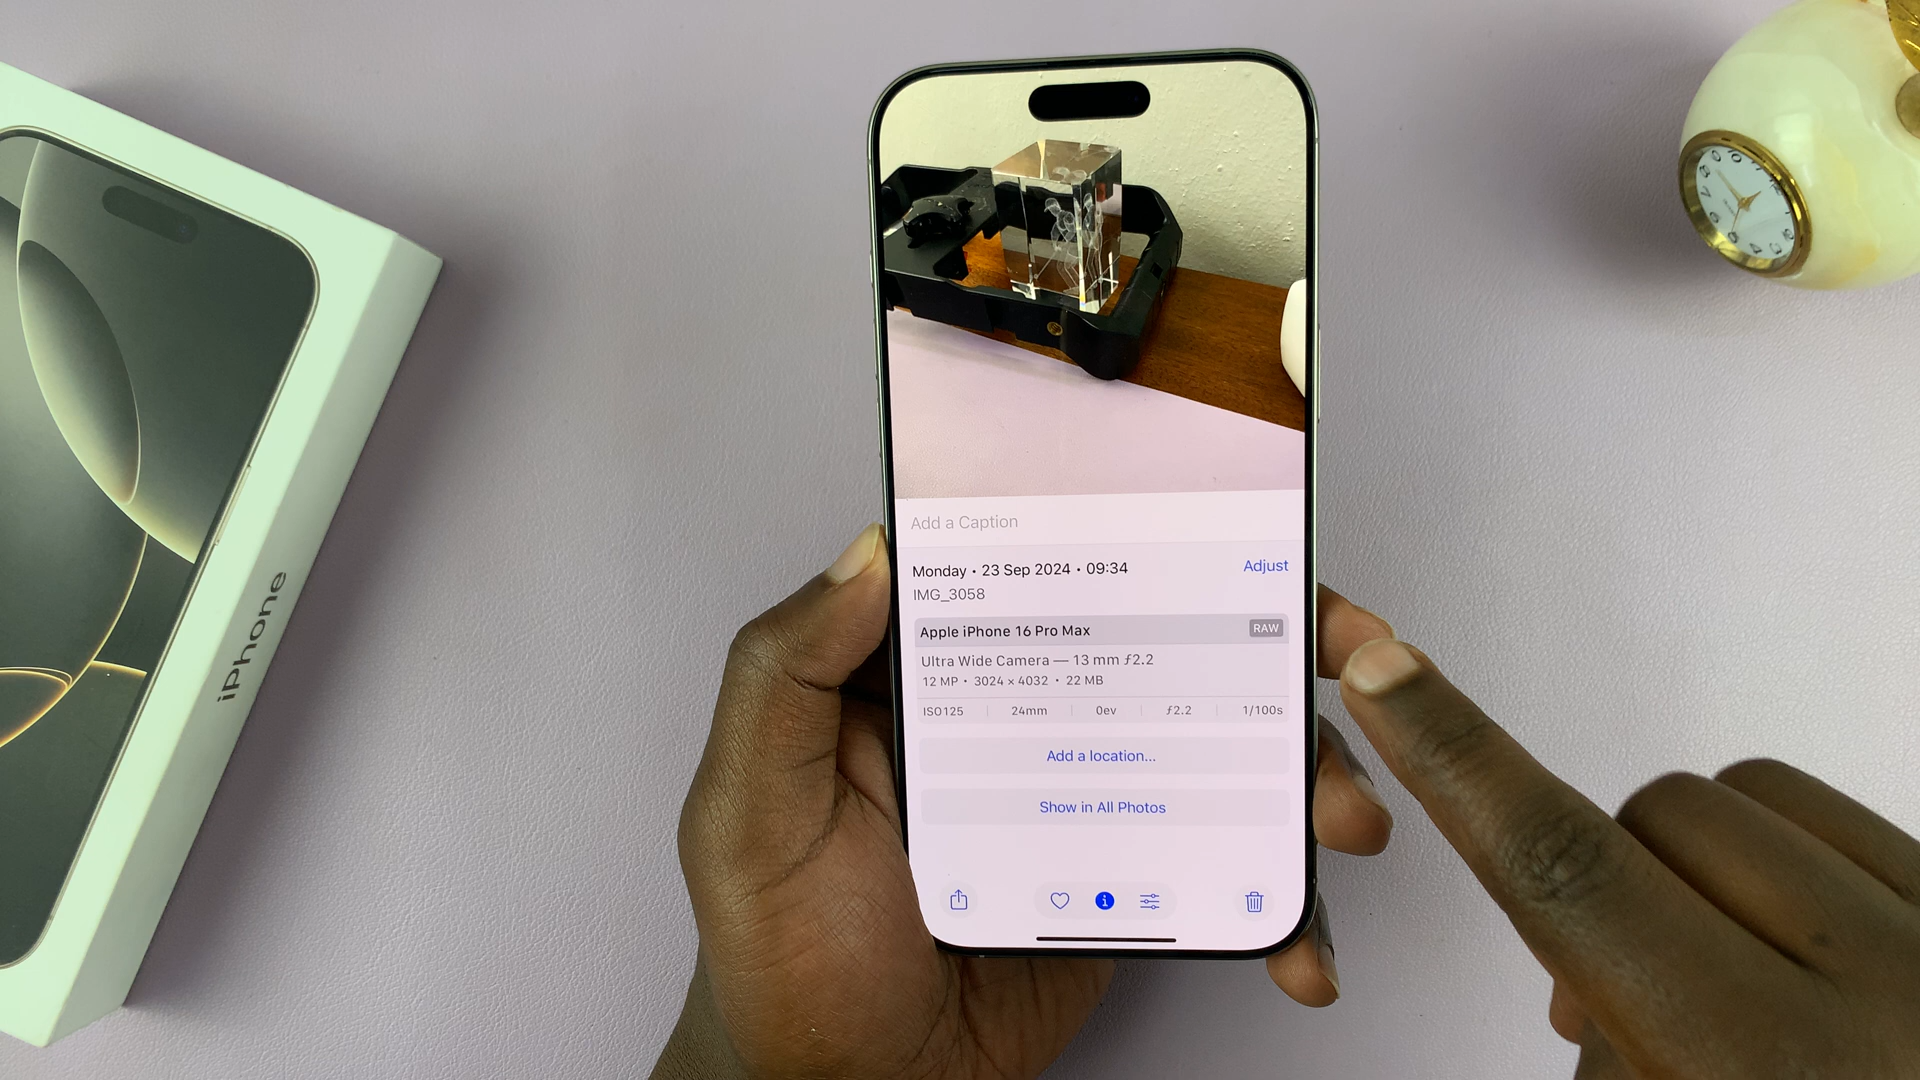 iPhone
Add a Caption
Monday • 23 Sep 2024 • 09:34
Adjust
IMG_3058
Apple iPhone 16 Pro Max
RAW
Ultra Wide Camera — 13 mm ƒ2.2
12 MP • 3024 × 4032 • 22 MB
ISO125 24mm 0ev ƒ2.2 1/100s
Add a location...
Show in All Photos